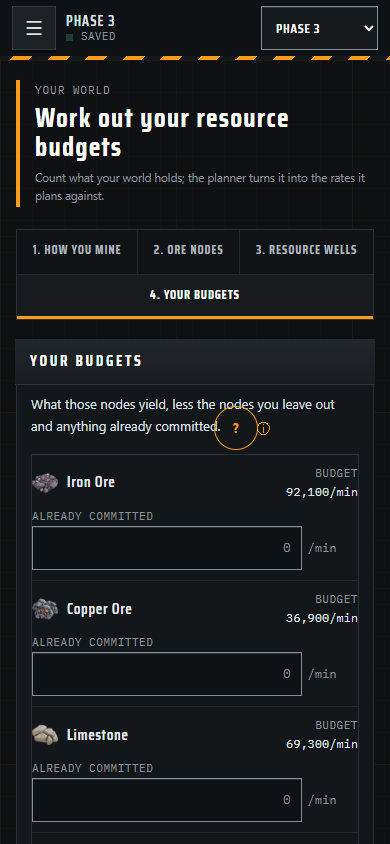 ☰
PHASE 3
SAVED
PHASE 3
YOUR WORLD
Work out your resource
budgets
Count what your world holds; the planner turns it into the rates it
plans against.
1. HOW YOU MINE
2. ORE NODES
3. RESOURCE WELLS
4. YOUR BUDGETS
YOUR BUDGETS
What those nodes yield, less the nodes you leave out
and anything already committed. ? ⓘ
Iron Ore
BUDGET
92,100/min
ALREADY COMMITTED
0 /min
Copper Ore
BUDGET
36,900/min
ALREADY COMMITTED
0 /min
Limestone
BUDGET
69,300/min
ALREADY COMMITTED
0 /min